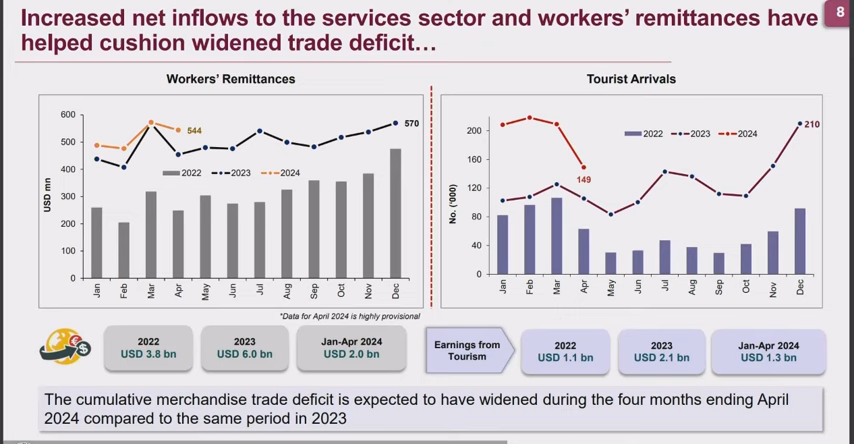 Increased net inflows to the services sector and workers’ remittances have
helped cushion widened trade deficit…
8
Workers’ Remittances
600
500
400
300
200
100
0
USD mn
544
570
2022 2023 2024
Jan Feb Mar Apr May Jun Jul Aug Sep Oct Nov Dec
*Data for April 2024 is highly provisional
Tourist Arrivals
200
160
120
80
40
0
No. ('000)
2022 2023 2024
210
149
Jan Feb Mar Apr May Jun Jul Aug Sep Oct Nov Dec
2022
USD 3.8 bn
2023
USD 6.0 bn
Jan-Apr 2024
USD 2.0 bn
Earnings from
Tourism
2022
USD 1.1 bn
2023
USD 2.1 bn
Jan-Apr 2024
USD 1.3 bn
The cumulative merchandise trade deficit is expected to have widened during the four months ending April
2024 compared to the same period in 2023